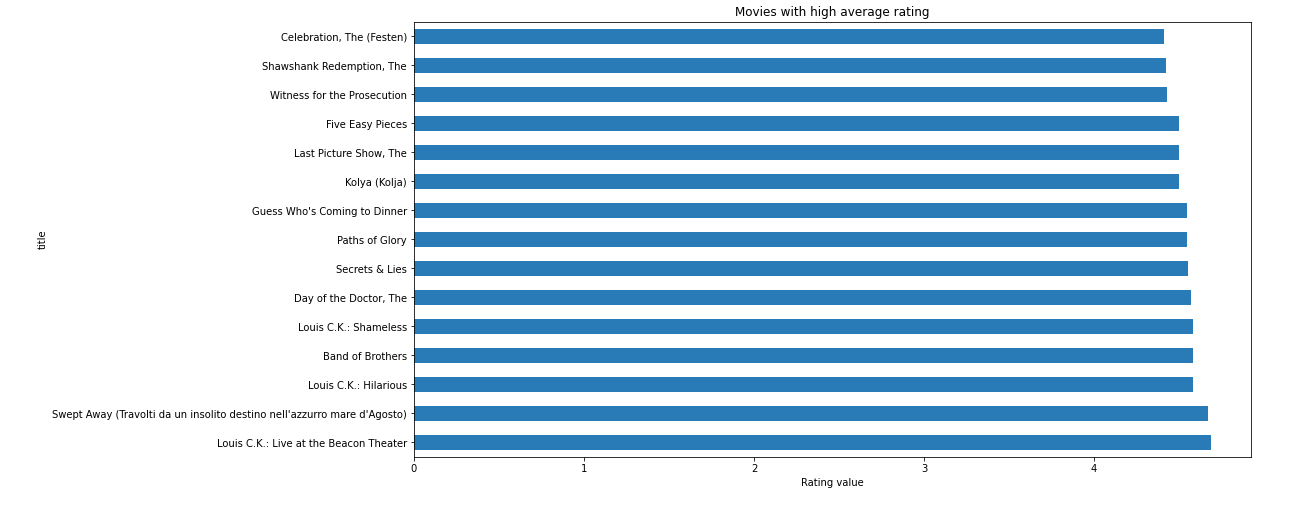 Movies with high average rating
Celebration, The (Festen)
Shawshank Redemption, The
Witness for the Prosecution
Five Easy Pieces
Last Picture Show, The
Kolya (Kolja)
Guess Who's Coming to Dinner
Paths of Glory
Secrets & Lies
Day of the Doctor, The
Louis C.K.: Shameless
Band of Brothers
Louis C.K.: Hilarious
Swept Away (Travolti da un insolito destino nell'azzurro mare d'Agosto)
Louis C.K.: Live at the Beacon Theater
title
0 1 2 3 4
Rating value